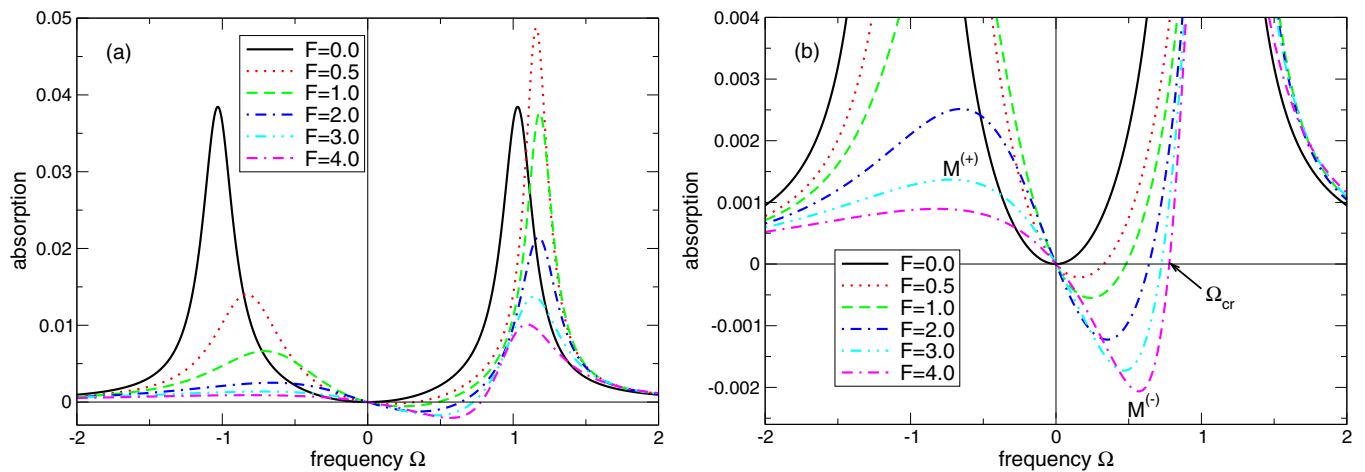 (a)
F=0.0
F=0.5
F=1.0
F=2.0
F=3.0
F=4.0
absorption
0.05
0.04
0.03
0.02
0.01
0
-2
-1
0
1
2
frequency Ω
(b)
M(+)
F=0.0
F=0.5
F=1.0
F=2.0
F=3.0
F=4.0
Ωcr
M(-)
absorption
0.004
0.003
0.002
0.001
0
-0.001
-0.002
-2
-1
0
1
2
frequency Ω